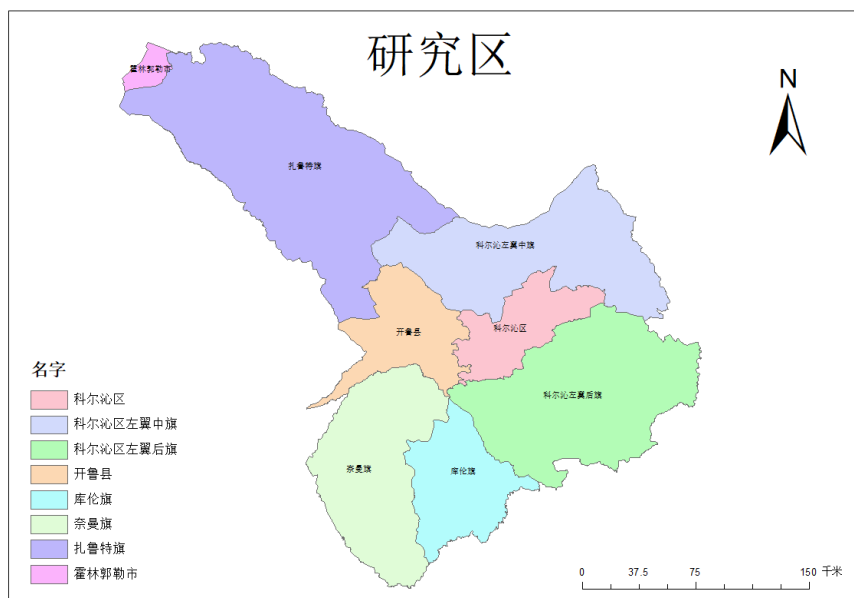 研究区
N
霍林郭勒市
扎鲁特旗
科尔沁左翼中旗
开鲁县
科尔沁区
科尔沁左翼后旗
奈曼旗
库伦旗
名字
科尔沁区
科尔沁区左翼中旗
科尔沁区左翼后旗
开鲁县
库伦旗
奈曼旗
扎鲁特旗
霍林郭勒市
0 37.5 75 150 千米